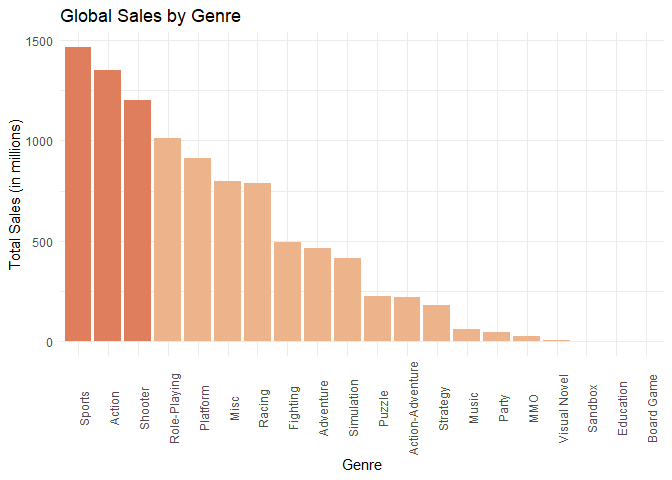 Global Sales by Genre
Total Sales (in millions)
1500
1000
500
0
Sports
Action
Shooter
Role-Playing
Platform
Misc
Racing
Fighting
Adventure
Simulation
Puzzle
Action-Adventure
Strategy
Music
Party
MMO
Visual Novel
Sandbox
Education
Board Game
Genre